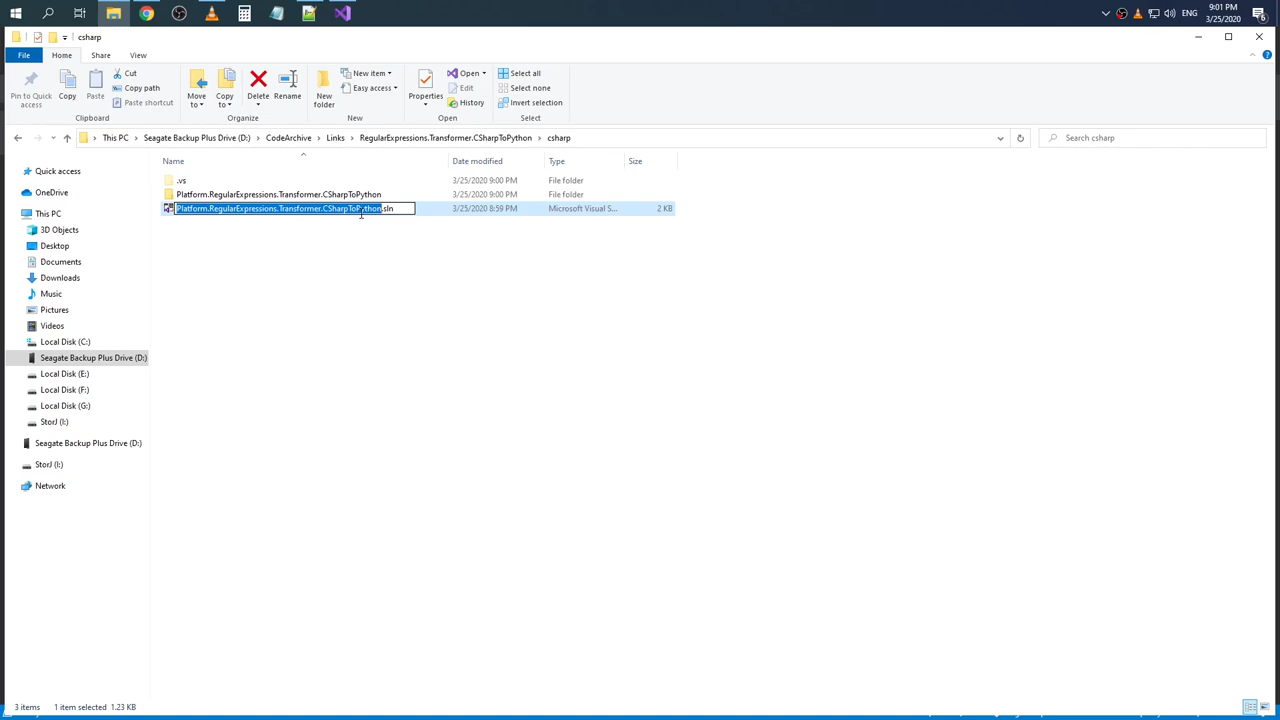 9:01 PM
ENG
3/25/2020
6
csharp
File
Home
Share
View
Pin to Quick access
Copy
Paste
Cut
Copy path
Paste shortcut
Clipboard
Move to
Copy to
Delete
Rename
Organize
New folder
New item
Easy access
New
Properties
Open
Edit
History
Open
Select all
Select none
Invert selection
Select
This PC
Seagate Backup Plus Drive (D:)
CodeArchive
Links
RegularExpressions.Transformer.CSharpToPython
csharp
Search csharp
Name
Date modified
Type
Size
.vs
3/25/2020 9:00 PM
File folder
Platform.RegularExpressions.Transformer.CSharpToPython
3/25/2020 9:00 PM
File folder
Platform.RegularExpressions.Transformer.CSharpToPython.sln
3/25/2020 8:59 PM
Microsoft Visual S...
2 KB
Quick access
OneDrive
This PC
3D Objects
Desktop
Documents
Downloads
Music
Pictures
Videos
Local Disk (C:)
Seagate Backup Plus Drive (D:)
Local Disk (E:)
Local Disk (F:)
Local Disk (G:)
StorJ (I:)
Seagate Backup Plus Drive (D:)
StorJ (I:)
Network
3 items
1 item selected 1.23 KB